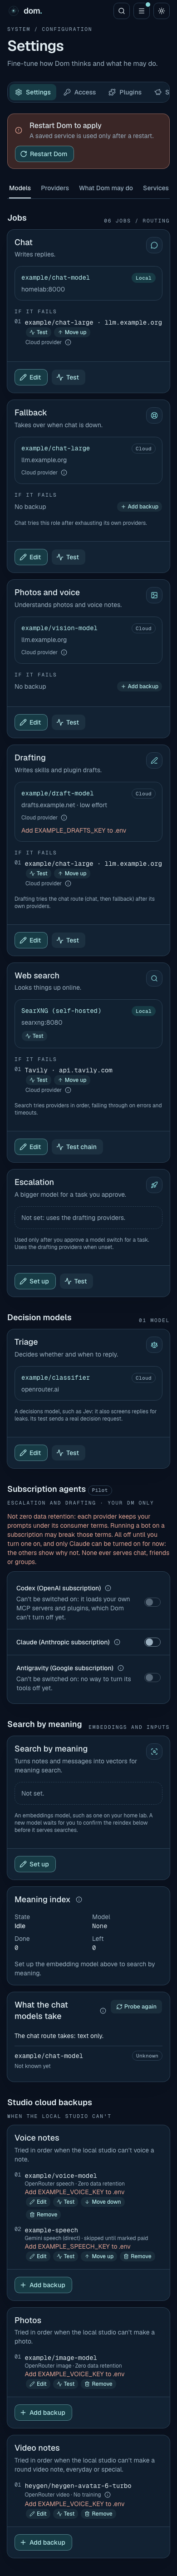 dom.
SYSTEM / CONFIGURATION
Settings
Fine-tune how Dom thinks and what he may do.
Settings
Access
Plugins
S
Restart Dom to apply
A saved service is used only after a restart.
Restart Dom
Models
Providers
What Dom may do
Services
Jobs
06 JOBS / ROUTING
Chat
Writes replies.
example/chat-model
Local
homelab:8000
IF IT FAILS
01 example/chat-large · llm.example.org
Test
Move up
Cloud provider
Edit
Test
Fallback
Takes over when chat is down.
example/chat-large
Cloud
llm.example.org
Cloud provider
IF IT FAILS
No backup
Add backup
Chat tries this role after exhausting its own providers.
Edit
Test
Photos and voice
Understands photos and voice notes.
example/vision-model
Cloud
llm.example.org
Cloud provider
IF IT FAILS
No backup
Add backup
Edit
Test
Drafting
Writes skills and plugin drafts.
example/draft-model
Cloud
drafts.example.net · low effort
Cloud provider
Add EXAMPLE_DRAFTS_KEY to .env
IF IT FAILS
01 example/chat-large · llm.example.org
Test
Move up
Cloud provider
Drafting tries the chat route (chat, then fallback) after its
own providers.
Edit
Test
Web search
Looks things up online.
SearXNG (self-hosted)
Local
searxng:8080
Test
IF IT FAILS
01 Tavily · api.tavily.com
Test
Move up
Cloud provider
Search tries providers in order, falling through on errors and
timeouts.
Edit
Test chain
Escalation
A bigger model for a task you approve.
Not set: uses the drafting providers.
Used only after you approve a model switch for a task.
Uses the drafting providers when unset.
Set up
Test
Decision models
01 MODEL
Triage
Decides whether and when to reply.
example/classifier
Cloud
openrouter.ai
A decisions model, such as Jev: it also screens replies for
leaks. Its test sends a real decision request.
Edit
Test
Subscription agents
Pilot
ESCALATION AND DRAFTING · YOUR DM ONLY
Not zero data retention: each provider keeps your
prompts under its consumer terms. Running a bot on a
subscription may break those terms. All off until you
turn one on, and only Claude can be turned on for now:
the others show why not. None ever serves chat, friends
or groups.
Codex (OpenAI subscription)
Can't be switched on: it loads your own
MCP servers and plugins, which Dom
can't turn off yet.
Claude (Anthropic subscription)
Antigravity (Google subscription)
Can't be switched on: no way to turn its
tools off yet.
Search by meaning
EMBEDDINGS AND INPUTS
Search by meaning
Turns notes and messages into vectors for
meaning search.
Not set.
An embeddings model, such as one on your home lab. A
new model waits for you to confirm the reindex below
before it serves searches.
Set up
Meaning index
State
Model
Idle
None
Done
Left
0
0
Set up the embedding model above to search by
meaning.
What the chat
models take
Probe again
The chat route takes: text only.
example/chat-model
Unknown
Not known yet
Studio cloud backups
WHEN THE LOCAL STUDIO CAN'T
Voice notes
Tried in order when the local studio can't voice a
note.
01 example/voice-model
OpenRouter speech · Zero data retention
Add EXAMPLE_VOICE_KEY to .env
Edit
Test
Move down
Remove
02 example-speech
Gemini speech (direct) · skipped until marked paid
Add EXAMPLE_SPEECH_KEY to .env
Edit
Test
Move up
Remove
Add backup
Photos
Tried in order when the local studio can't make a
photo.
01 example/image-model
OpenRouter image · Zero data retention
Add EXAMPLE_VOICE_KEY to .env
Edit
Test
Remove
Add backup
Video notes
Tried in order when the local studio can't make a
round video note, everyday or special.
01 heygen/heygen-avatar-6-turbo
OpenRouter video · No training
Add EXAMPLE_VOICE_KEY to .env
Edit
Test
Remove
Add backup